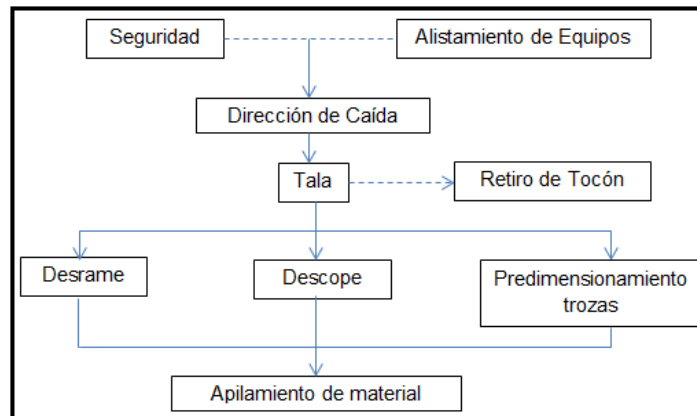 Seguridad
Alistamiento de Equipos
Dirección de Caída
Tala
Retiro de Tocón
Desrame
Descope
Predimensionamiento
trozas
Apilamiento de material